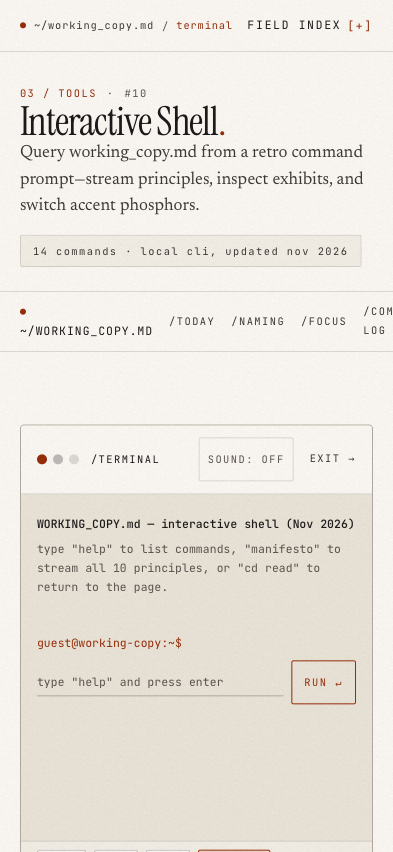 ~/working_copy.md / terminal FIELD INDEX [+]
03 / TOOLS · #10
Interactive Shell.
Query working_copy.md from a retro command
prompt—stream principles, inspect exhibits, and
switch accent phosphors.
14 commands · local cli, updated nov 2026
~/WORKING_COPY.MD /TODAY /NAMING /FOCUS /COM
LOG
/TERMINAL SOUND: OFF EXIT →
WORKING_COPY.md — interactive shell (Nov 2026)
type "help" to list commands, "manifesto" to
stream all 10 principles, or "cd read" to
return to the page.
guest@working-copy:~$
type "help" and press enter RUN ↵